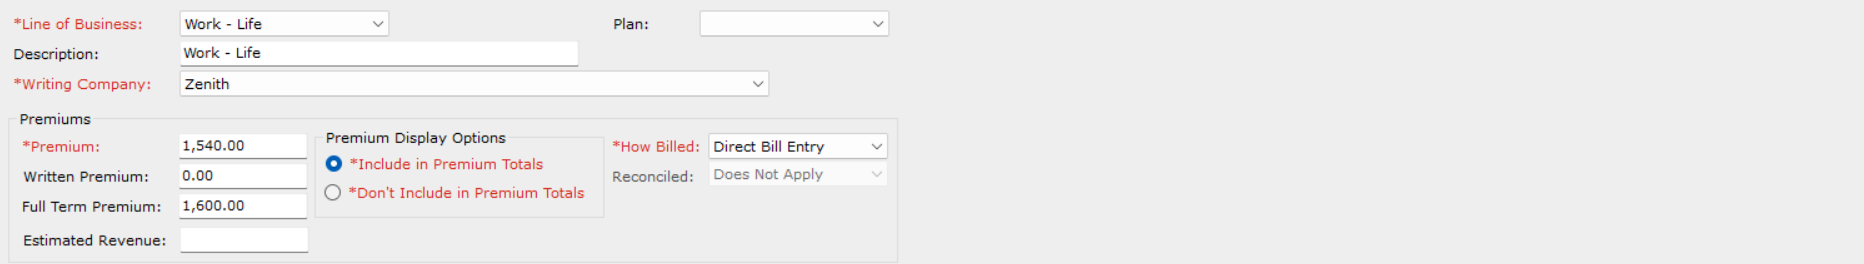 *Line of Business: Work - Life Plan:
Description: Work - Life
*Writing Company: Zenith
Premiums
*Premium: 1,540.00 Premium Display Options *How Billed: Direct Bill Entry
*Include in Premium Totals
Written Premium: 0.00 Reconciled: Does Not Apply
*Don't Include in Premium Totals
Full Term Premium: 1,600.00
Estimated Revenue: